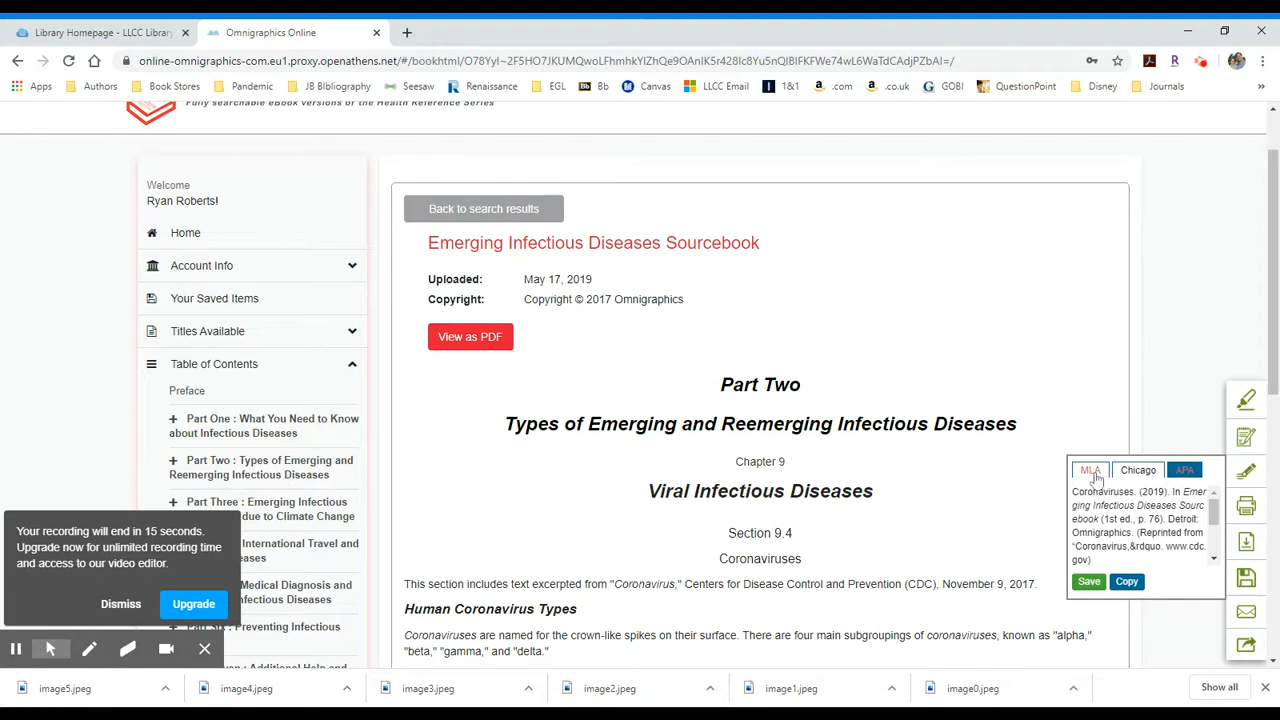 Library Homepage - LLCC Library
Omnigraphics Online
online-omnigraphics-com.eu1.proxy.openathens.net/#/book
Apps
Authors
Book Stores
Pandemic
JB BIbliography
Seesaw
Renaissance
EGL
Bb
Canvas
LLCC Email
1&1
.com
.co.uk
GOBI
QuestionPoint
Disney
Journals
»
Fully searchable eBook versions of the Health Reference Series
Welcome
Ryan Roberts!
Home
Account Info
Your Saved Items
Titles Available
Table of Contents
Preface
+ Part One : What You Need to Know
about Infectious Diseases
+ Part Two : Types of Emerging and
Reemerging Infectious Diseases
+ Part Three : Emerging Infectious
due to Climate Change
International Travel and
Medical Diagnosis and
Part Six : Preventing Infectious
Additional Help and
Your recording will end in 15 seconds.
Upgrade now for unlimited recording time
and access to our video editor.
Dismiss
Upgrade
Back to search results
Emerging Infectious Diseases Sourcebook
Uploaded: May 17, 2019
Copyright: Copyright © 2017 Omnigraphics
View as PDF
Part Two
Types of Emerging and Reemerging Infectious Diseases
Chapter 9
Viral Infectious Diseases
Section 9.4
Coronaviruses
This section includes text excerpted from "Coronavirus," Centers for Disease Control and Prevention (CDC), November 9, 2017.
Human Coronavirus Types
Coronaviruses are named for the crown-like spikes on their surface. There are four main subgroupings of coronaviruses, known as "alpha,"
"beta," "gamma," and "delta."
MLA Chicago APA
Coronaviruses. (2019). In Emer
ging Infectious Diseases Sourc
ebook (1st ed., p. 76). Detroit:
Omnigraphics. (Reprinted from
“Coronavirus,&rdquo. www.cdc.
gov)
Save Copy
image5.jpeg
image4.jpeg
image3.jpeg
image2.jpeg
image1.jpeg
image0.jpeg
Show all